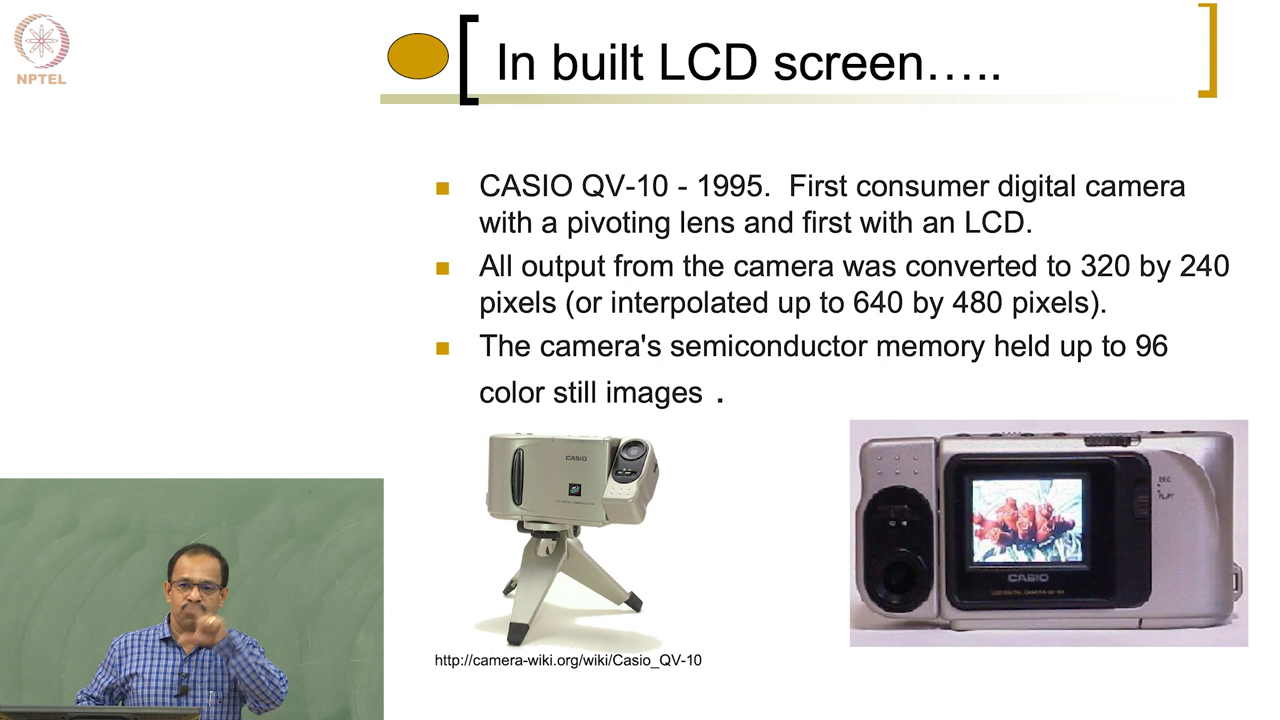 NPTEL
In built LCD screen…..
CASIO QV-10 - 1995. First consumer digital camera
with a pivoting lens and first with an LCD.
All output from the camera was converted to 320 by 240
pixels (or interpolated up to 640 by 480 pixels).
The camera's semiconductor memory held up to 96
color still images .
CASIO
REC
PLAY
CASIO
http://camera-wiki.org/wiki/Casio_QV-10